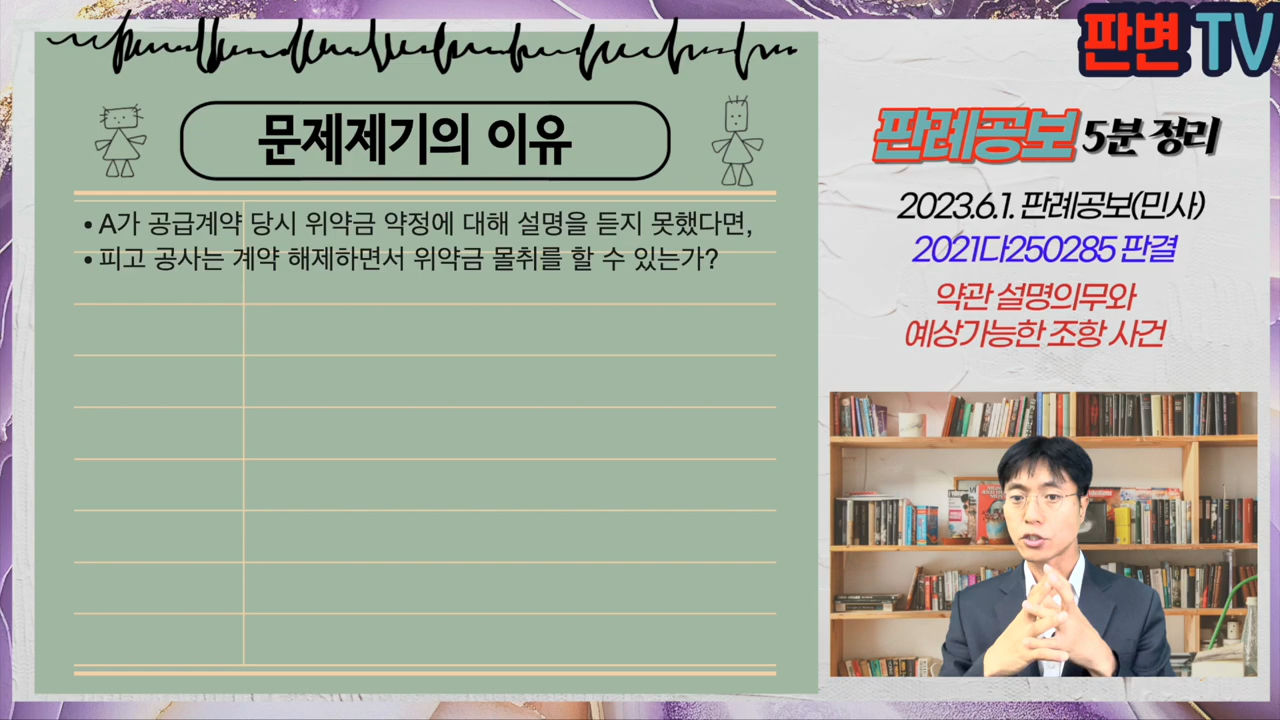 판변 TV
문제제기의 이유
• A가 공급계약 당시 위약금 약정에 대해 설명을 듣지 못했다면,
• 피고 공사는 계약 해제하면서 위약금 몰취를 할 수 있는가?
판례공보 5분 정리
2023.6.1. 판례공보(민사)
2021다250285 판결
약관 설명의무와
예상가능한 조항 사건